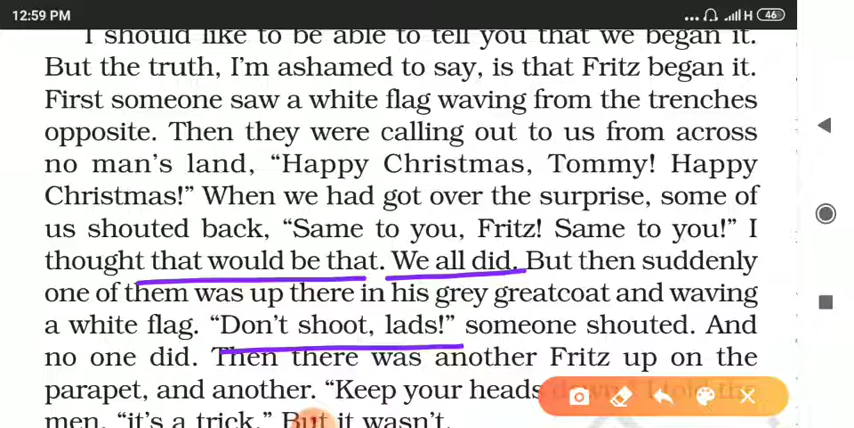 12:59 PM ... H 46
I should like to be able to tell you that we began it.
But the truth, I'm ashamed to say, is that Fritz began it.
First someone saw a white flag waving from the trenches
opposite. Then they were calling out to us from across
no man's land, “Happy Christmas, Tommy! Happy
Christmas!” When we had got over the surprise, some of
us shouted back, “Same to you, Fritz! Same to you!” I
thought that would be that. We all did. But then suddenly
one of them was up there in his grey greatcoat and waving
a white flag. “Don't shoot, lads!” someone shouted. And
no one did. Then there was another Fritz up on the
parapet, and another. “Keep your heads down,” I told the
men, “it's a trick.” But it wasn't.